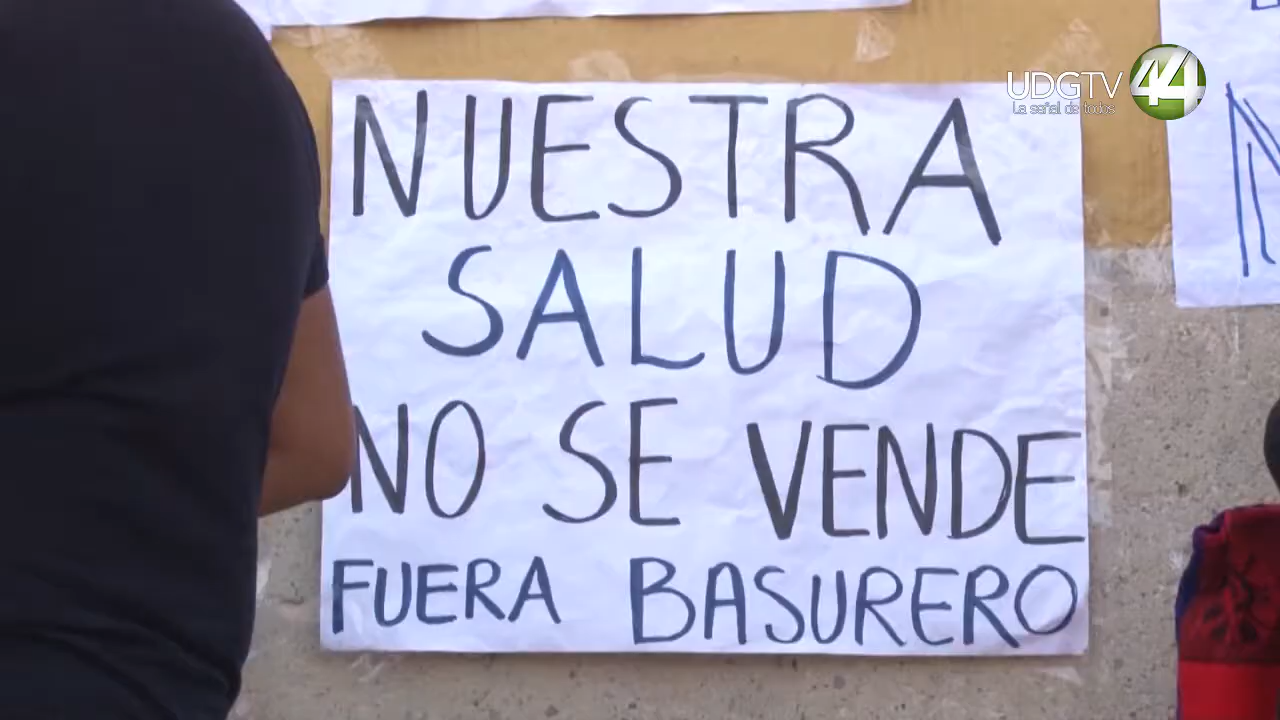 UDGTV 44
La señal de todos
NUESTRA
SALUD
NO SE VENDE
FUERA BASURERO
N